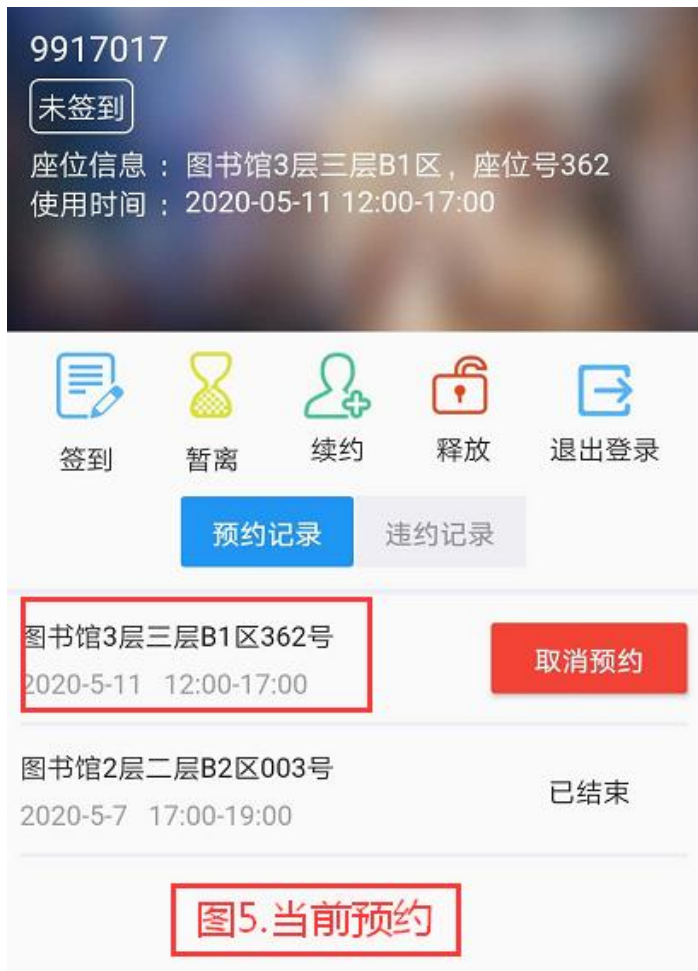 9917017
未签到
座位信息 : 图书馆3层三层B1区, 座位号362
使用时间 : 2020-05-11 12:00-17:00
签到 暂离 续约 释放 退出登录
预约记录 违约记录
图书馆3层三层B1区362号
2020-5-11 12:00-17:00
取消预约
图书馆2层二层B2区003号
2020-5-7 17:00-19:00
已结束
图5.当前预约